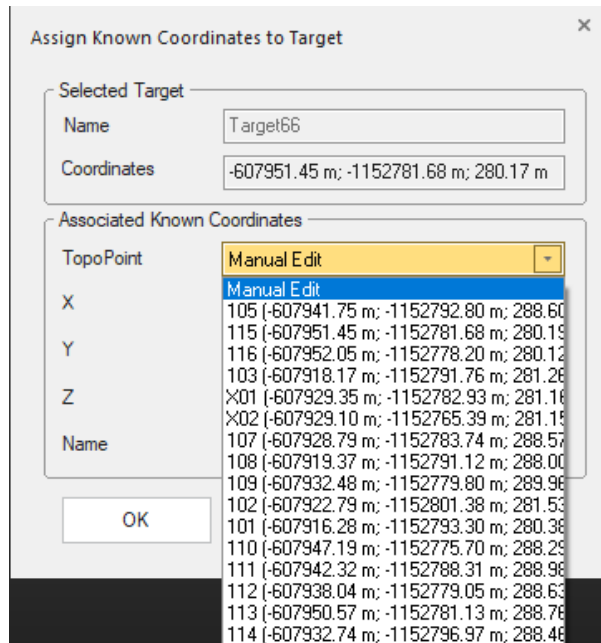 Assign Known Coordinates to Target
Selected Target
Name Target66
Coordinates -607951.45 m; -1152781.68 m; 280.17 m
Associated Known Coordinates
TopoPoint Manual Edit
Manual Edit
X 105 (-607941.75 m; -1152792.80 m; 288.60
115 (-607951.45 m; -1152781.68 m; 280.19
Y 116 (-607952.05 m; -1152778.20 m; 280.12
103 (-607918.17 m; -1152791.76 m; 281.26
Z X01 (-607929.35 m; -1152782.93 m; 281.16
X02 (-607929.10 m; -1152765.39 m; 281.15
Name 107 (-607928.79 m; -1152783.74 m; 288.57
108 (-607919.37 m; -1152791.12 m; 288.00
109 (-607932.48 m; -1152779.80 m; 289.96
102 (-607922.79 m; -1152801.38 m; 281.53
OK 101 (-607916.28 m; -1152793.30 m; 280.38
110 (-607947.19 m; -1152775.70 m; 288.29
111 (-607942.32 m; -1152788.31 m; 288.98
112 (-607938.04 m; -1152779.05 m; 288.63
113 (-607950.57 m; -1152781.13 m; 288.76
114 (-607932.74 m; -1152796.97 m; 288.46